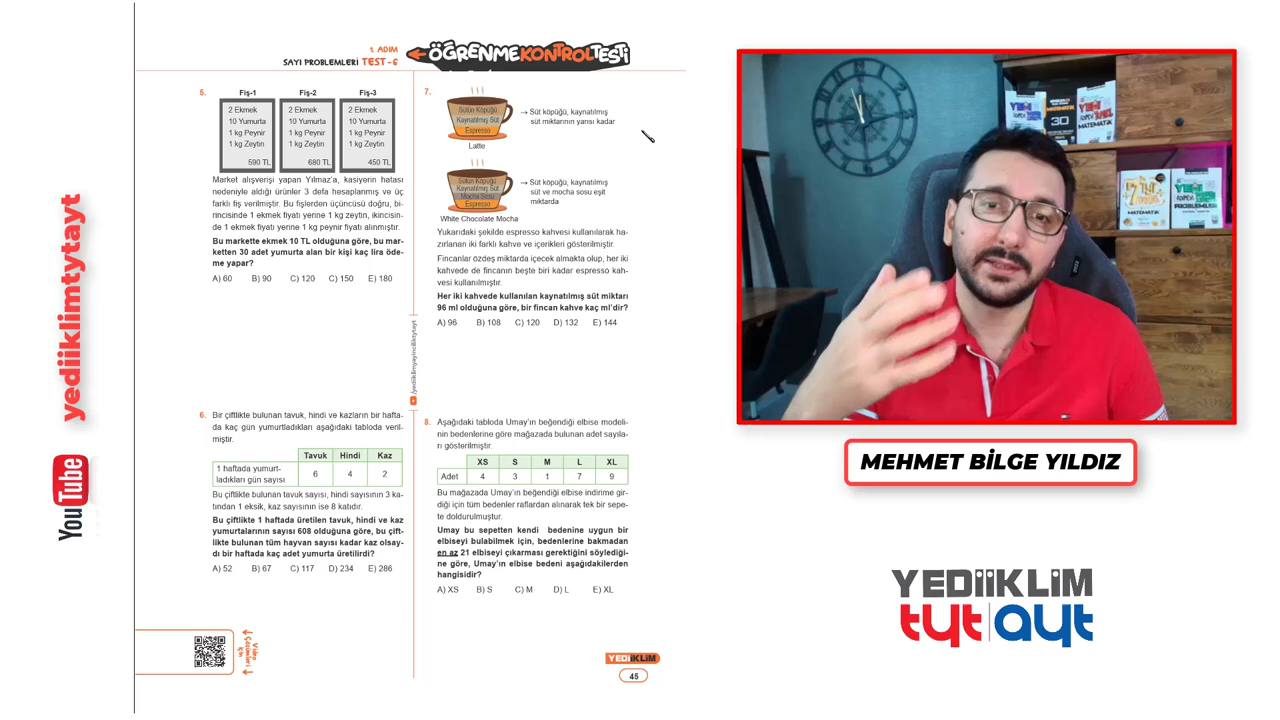 1. ADIM
SAYI PROBLEMLERİ TEST-6
ÖĞRENME KONTROL TESTİ
5.
Fiş-1 Fiş-2 Fiş-3
2 Ekmek 2 Ekmek 2 Ekmek
10 Yumurta 10 Yumurta 10 Yumurta
1 kg Peynir 1 kg Peynir 1 kg Peynir
1 kg Zeytin 1 kg Zeytin 1 kg Zeytin
590 TL 680 TL 450 TL
Market alışverişi yapan Yılmaz'a, kasiyerin hatası
nedeniyle aldığı ürünler 3 defa hesaplanmış ve üç
farklı fiş verilmiştir. Bu fişlerden üçüncüsü doğru, bi-
rincisinde 1 ekmek fiyatı yerine 1 kg zeytin, ikincisin-
de 1 ekmek fiyatı yerine 1 kg peynir fiyatı alınmıştır.
Bu markette ekmek 10 TL olduğuna göre, bu mar-
ketten 30 adet yumurta alan bir kişi kaç lira öde-
me yapar?
A) 60 B) 90 C) 120 C) 150 E) 180
6. Bir çiftlikte bulunan tavuk, hindi ve kazların bir hafta-
da kaç gün yumurtladıkları aşağıdaki tabloda veril-
miştir.
Tavuk Hindi Kaz
1 haftada yumurt-
ladıkları gün sayısı 6 4 2
Bu çiftlikte bulunan tavuk sayısı, hindi sayısının 3 ka-
tından 1 eksik, kaz sayısının ise 8 katıdır.
Bu çiftlikte 1 haftada üretilen tavuk, hindi ve kaz
yumurtalarının sayısı 608 olduğuna göre, bu çift-
likte bulunan tüm hayvan sayısı kadar kaz olsay-
dı bir haftada kaç adet yumurta üretilirdi?
A) 52 B) 67 C) 117 D) 234 E) 286
7.
Sütün Köpüğü
Kaynatılmış Süt
Espresso
Latte
→ Süt köpüğü, kaynatılmış
süt miktarının yarısı kadar
Sütün Köpüğü
Kaynatılmış Süt
Mocha Sosu
Espresso
White Chocolate Mocha
→ Süt köpüğü, kaynatılmış
süt ve mocha sosu eşit
miktarda
Yukarıdaki şekilde espresso kahvesi kullanılarak ha-
zırlanan iki farklı kahve ve içerikleri gösterilmiştir.
Fincanlar özdeş miktarda içecek almakta olup, her iki
kahvede de fincanın beşte biri kadar espresso kah-
vesi kullanılmıştır.
Her iki kahvede kullanılan kaynatılmış süt miktarı
96 ml olduğuna göre, bir fincan kahve kaç ml'dir?
A) 96 B) 108 C) 120 D) 132 E) 144
8. Aşağıdaki tabloda Umay'ın beğendiği elbise modeli-
nin bedenlerine göre mağazada bulunan adet sayıla-
rı gösterilmiştir.
XS S M L XL
Adet 4 3 1 7 9
Bu mağazada Umay'ın beğendiği elbise indirime gir-
diği için tüm bedenler raflardan alınarak tek bir sepe-
te doldurulmuştur.
Umay bu sepetten kendi bedenine uygun bir
elbiseyi bulabilmek için, bedenlerine bakmadan
en az 21 elbiseyi çıkarması gerektiğini söylediği-
ne göre, Umay'ın elbise bedeni aşağıdakilerden
hangisidir?
A) XS B) S C) M D) L E) XL
/yediiklimyayinciliktytayt
Video
Çözümleri
için
YEDİİKLİM
45
YouTube yediiklimtytayt
MEHMET BİLGE YILDIZ
YEDİİKLİM
tyt ayt